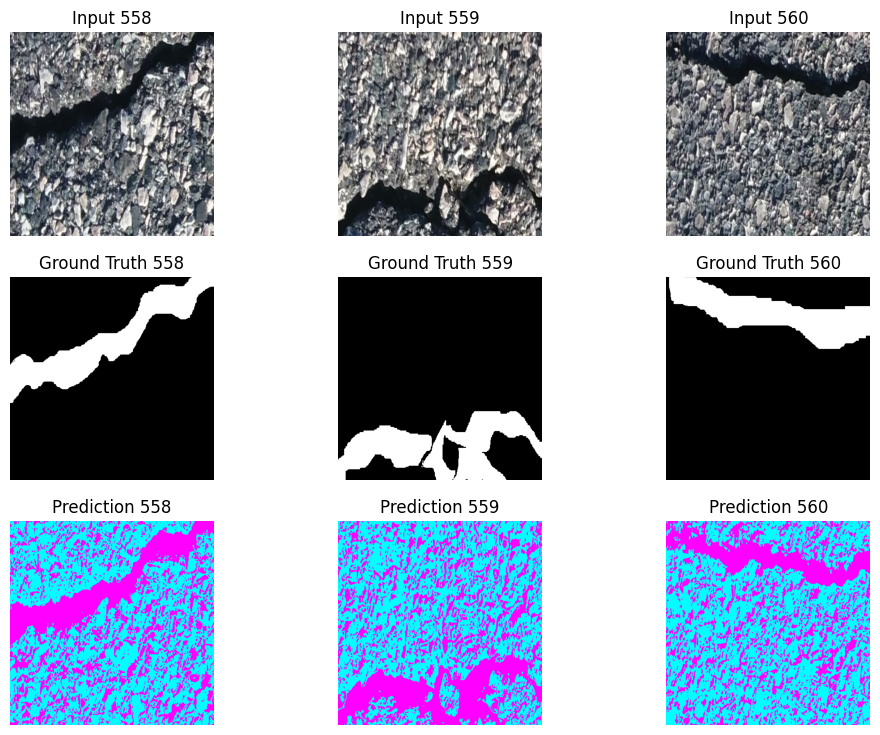 Input 558
Input 559
Input 560
Ground Truth 558
Ground Truth 559
Ground Truth 560
Prediction 558
Prediction 559
Prediction 560